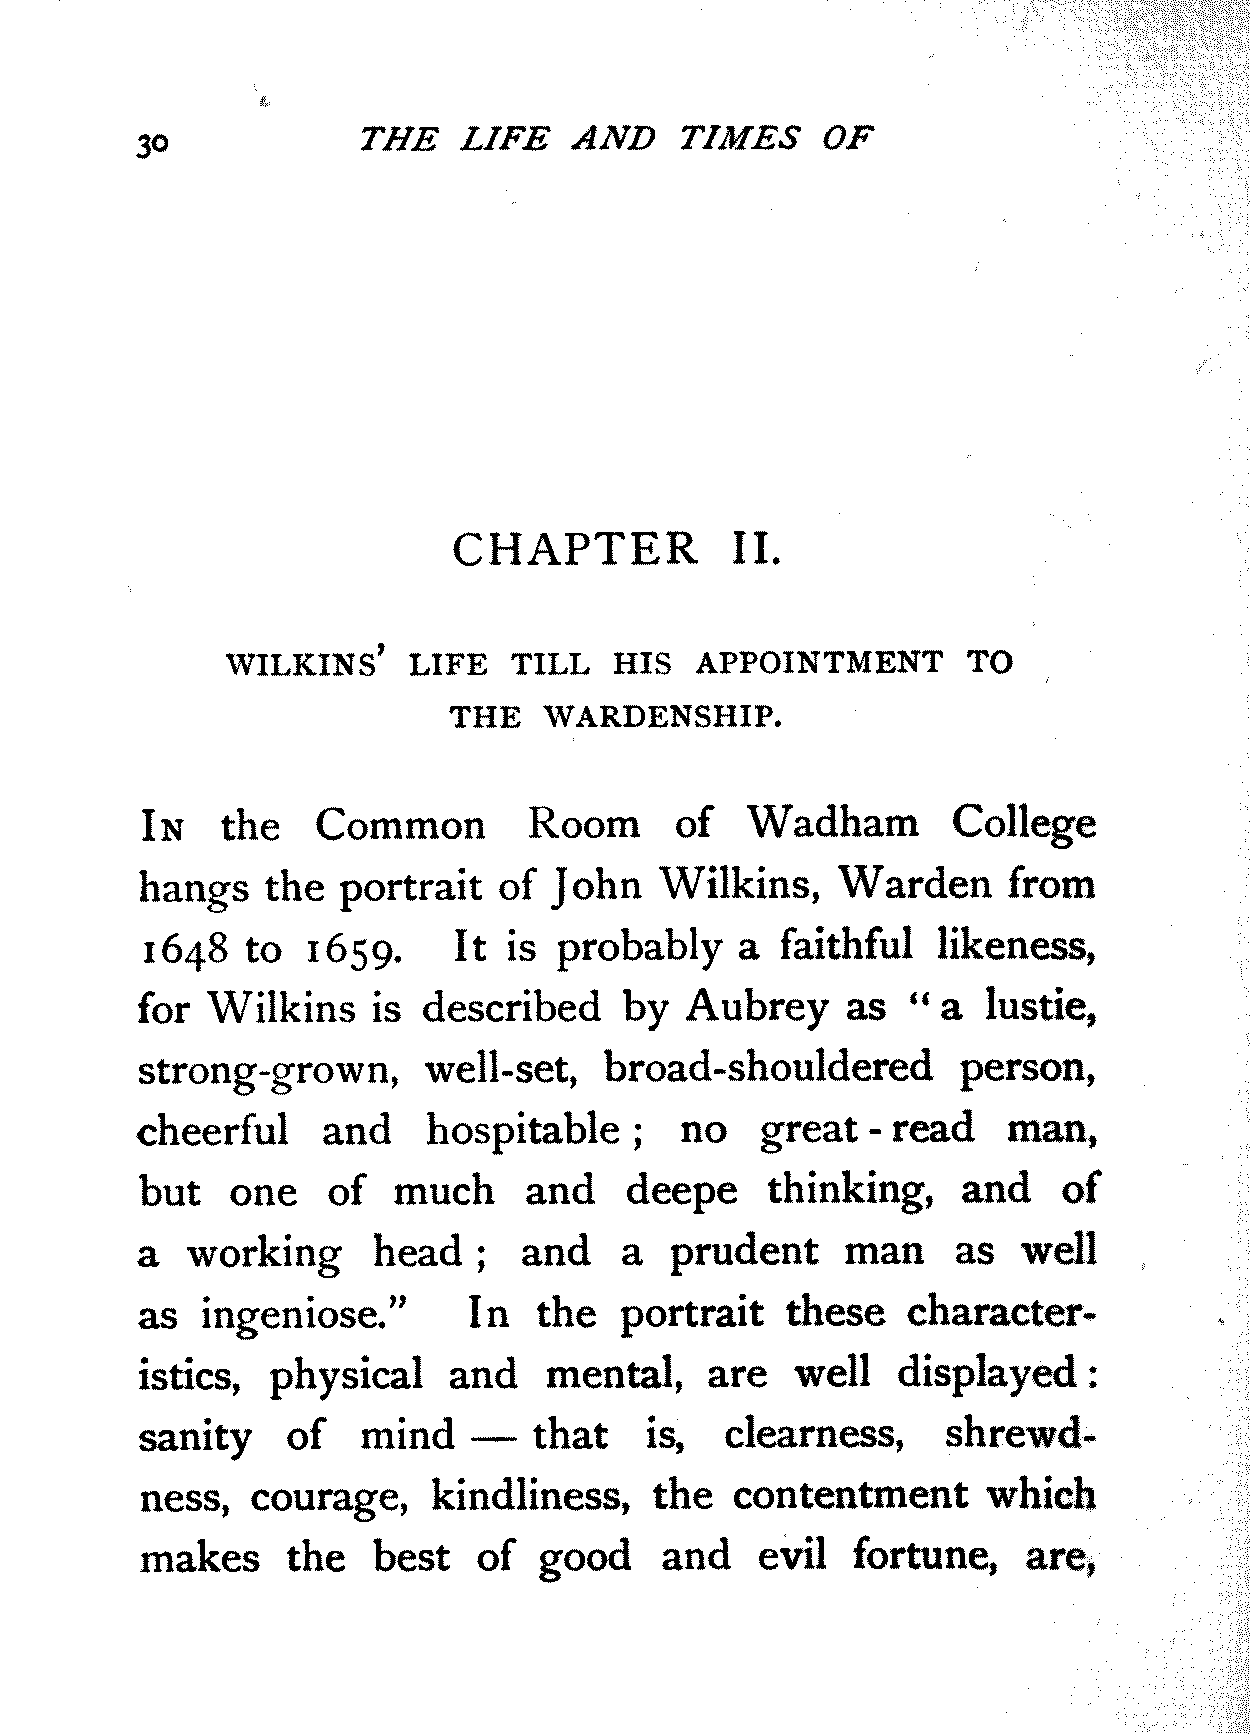 30 THE LIFE AND TIMES OF
CHAPTER II.
WILKINS' LIFE TILL HIS APPOINTMENT TO
THE WARDENSHIP.
IN the Common Room of Wadham College
hangs the portrait of John Wilkins, Warden from
1648 to 1659. It is probably a faithful likeness,
for Wilkins is described by Aubrey as “a lustie,
strong-grown, well-set, broad-shouldered person,
cheerful and hospitable; no great-read man,
but one of much and deepe thinking, and of
a working head; and a prudent man as well
as ingeniose.” In the portrait these character-
istics, physical and mental, are well displayed:
sanity of mind — that is, clearness, shrewd-
ness, courage, kindliness, the contentment which
makes the best of good and evil fortune, are,